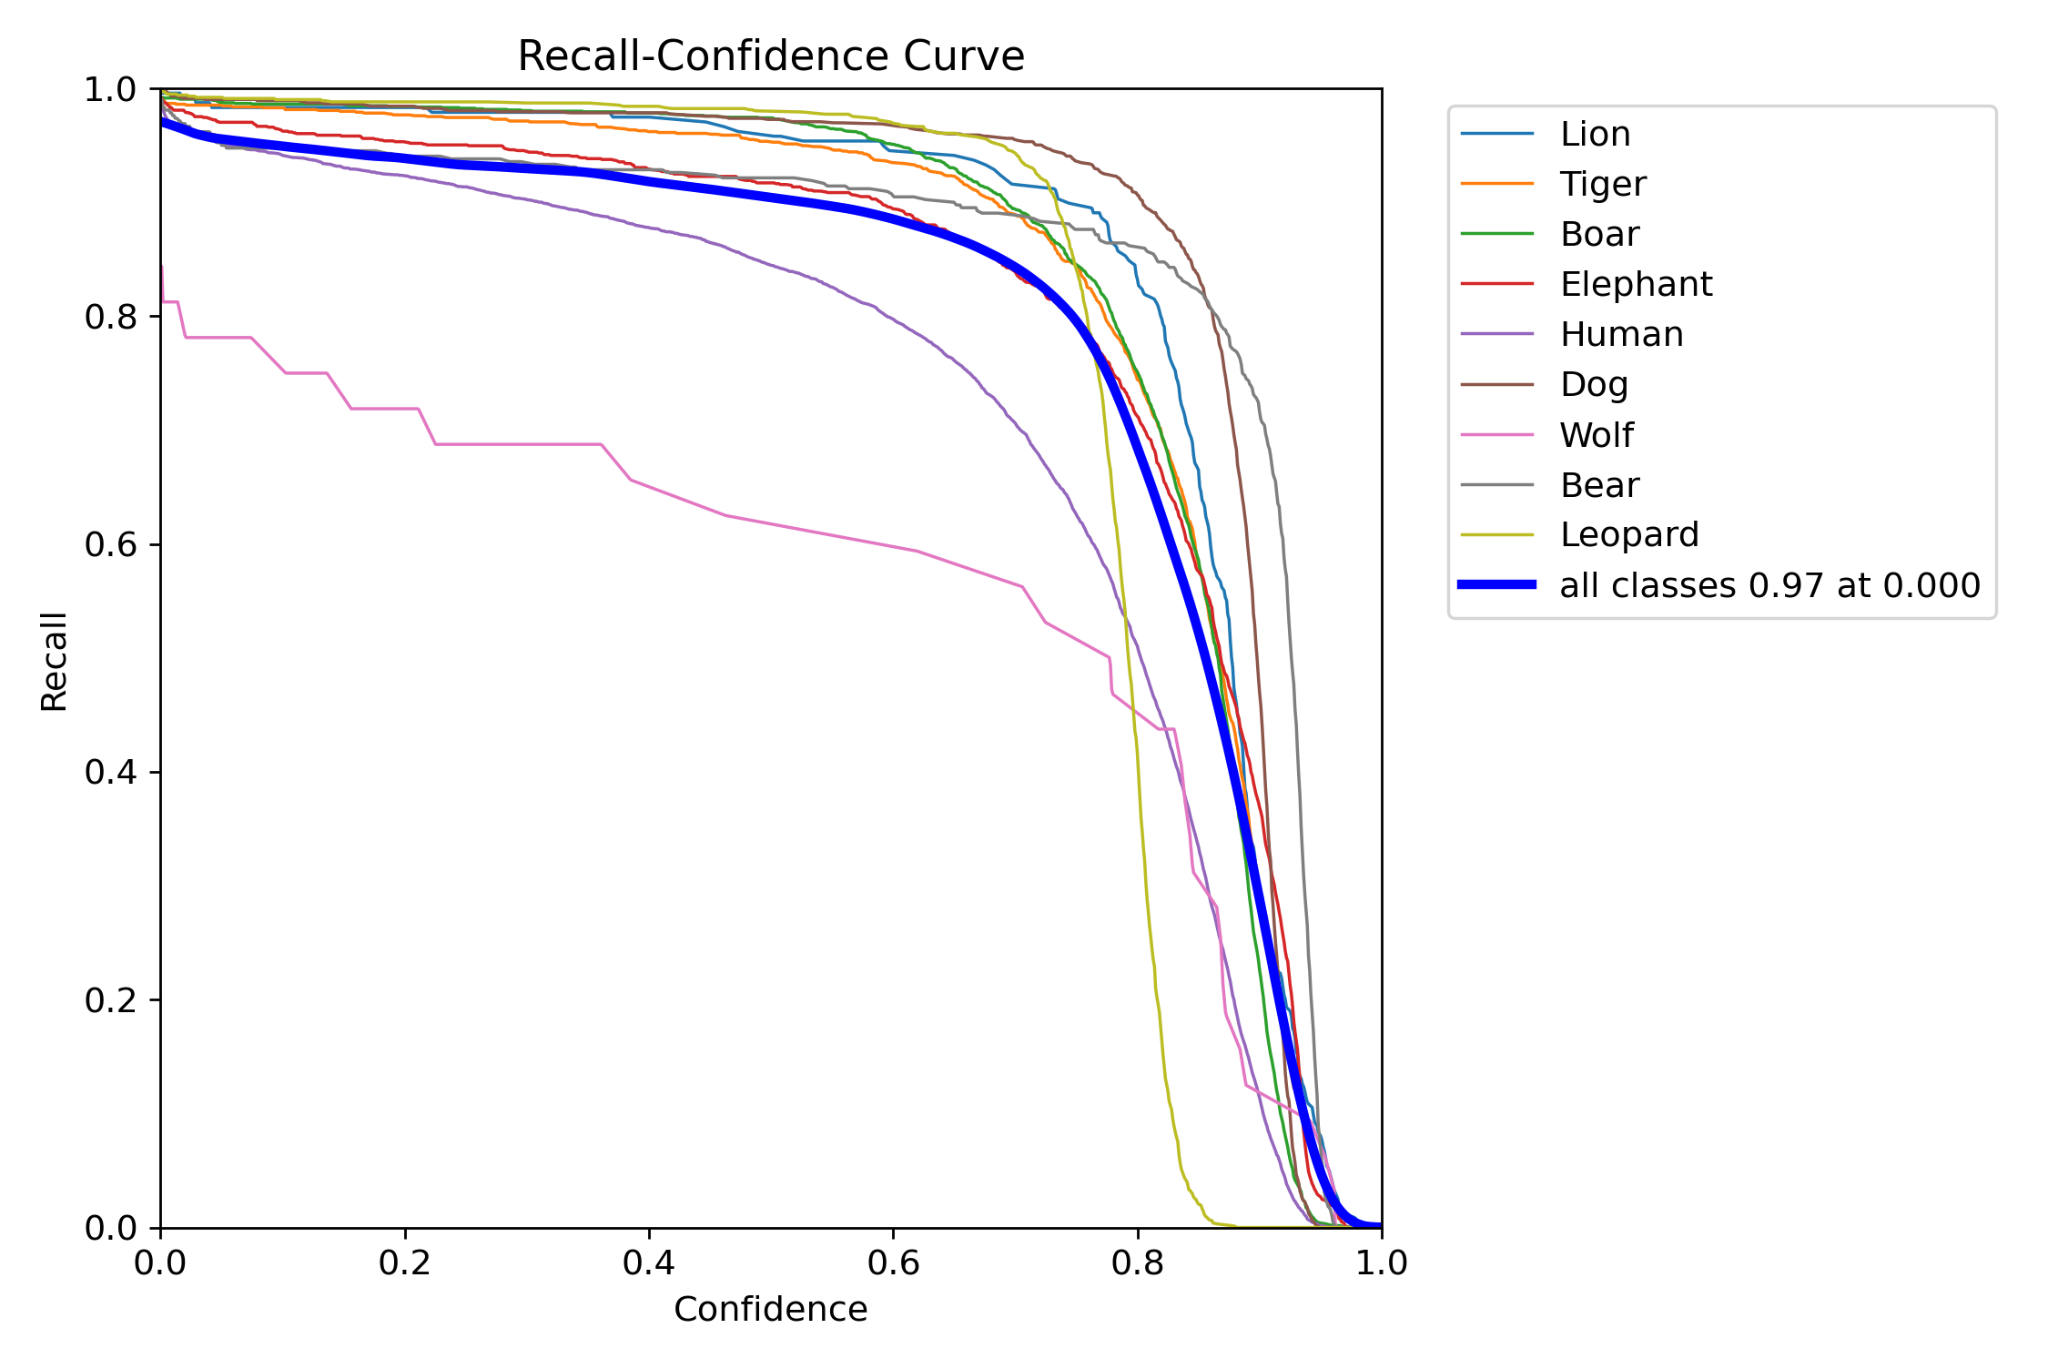 Recall-Confidence Curve
1.0
0.8
0.6
0.4
0.2
0.0
Recall
0.0 0.2 0.4 0.6 0.8 1.0
Confidence
Lion
Tiger
Boar
Elephant
Human
Dog
Wolf
Bear
Leopard
all classes 0.97 at 0.000